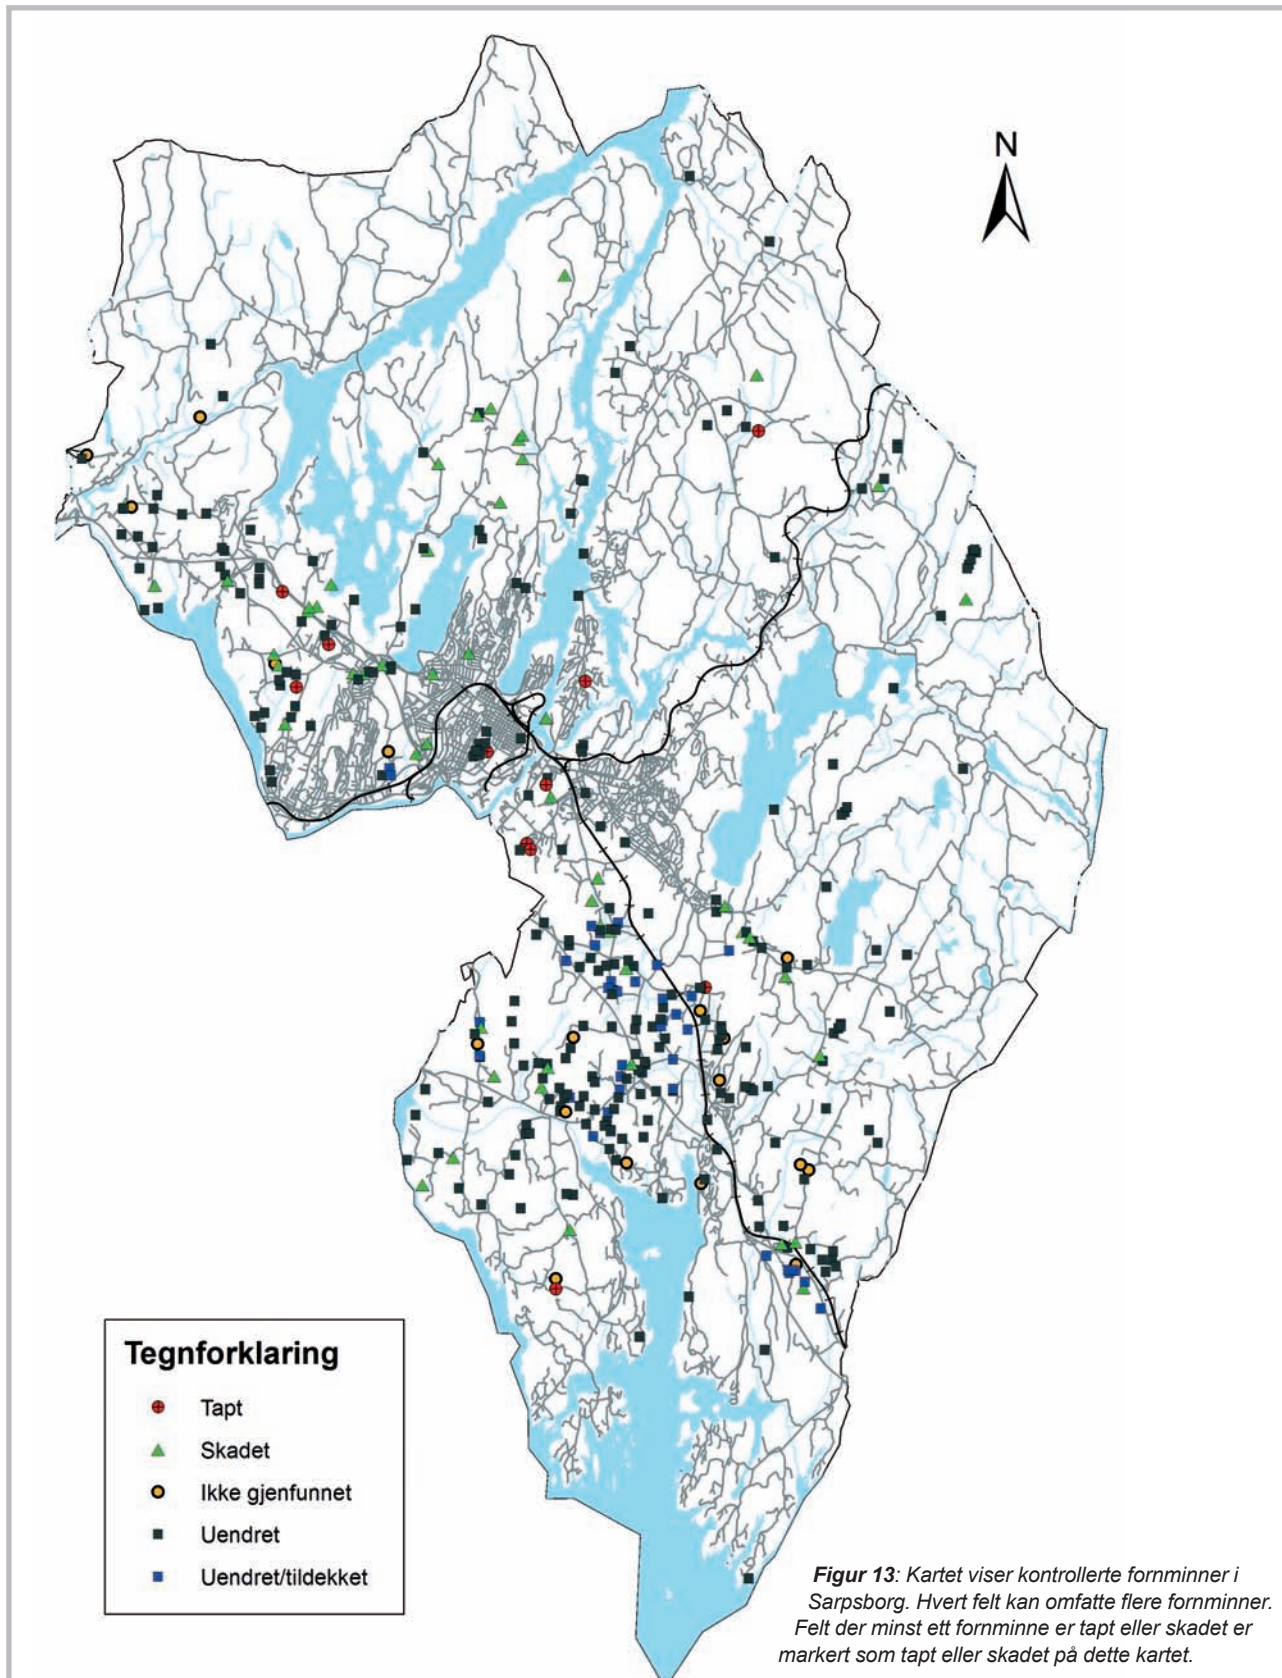 N
Tegnforklaring
Tapt
Skadet
Ikke gjenfunnet
Uendret
Uendret/tildekket
Figur 13: Kartet viser kontrollerte fornminner i
Sarpsborg. Hvert felt kan omfatte flere fornminner.
Felt der minst ett fornminne er tapt eller skadet er
markert som tapt eller skadet på dette kartet.